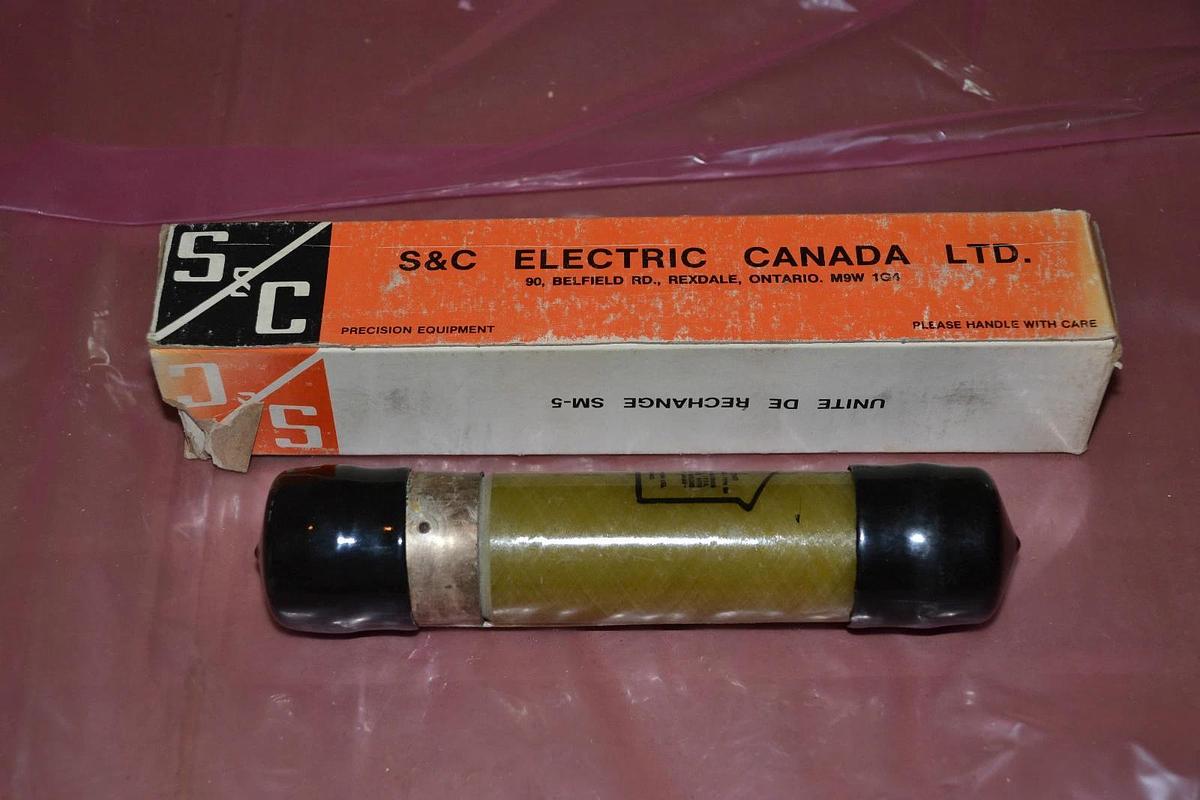 S&C
S&C ELECTRIC CANADA LTD.
90, BELFIELD RD., REXDALE, ONTARIO. M9W 1G4
PRECISION EQUIPMENT
PLEASE HANDLE WITH CARE
S&C
UNITE DE RECHANGE SM-5